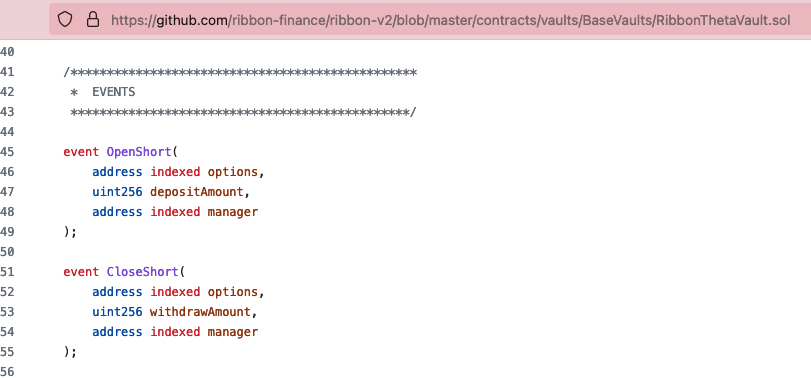 https://github.com/ribbon-finance/ribbon-v2/blob/master/contracts/vaults/BaseVaults/RibbonThetaVault.sol
40
41 /************************************************
42  *  EVENTS
43  ***********************************************/
44
45 event OpenShort(
46     address indexed options,
47     uint256 depositAmount,
48     address indexed manager
49 );
50
51 event CloseShort(
52     address indexed options,
53     uint256 withdrawAmount,
54     address indexed manager
55 );
56